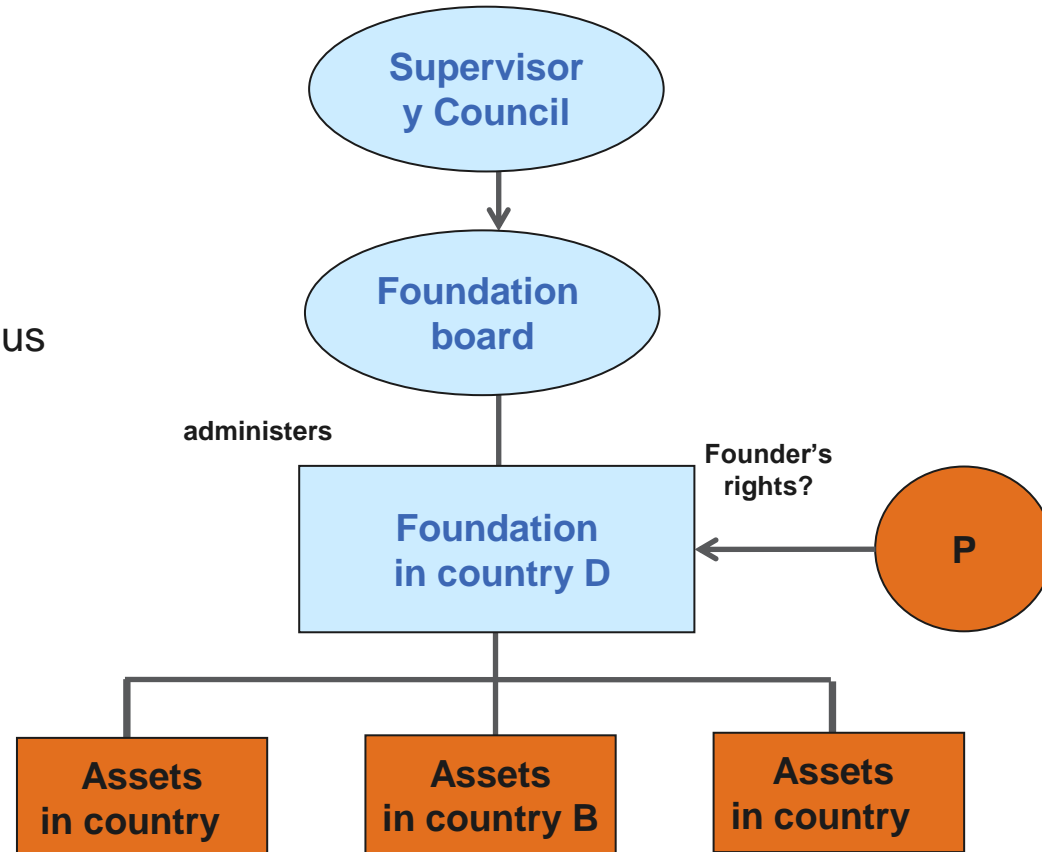 Supervisor
y Council
Foundation
board
us
administers
Founder's
rights?
Foundation
in country D
P
Assets
in country
Assets
in country B
Assets
in country